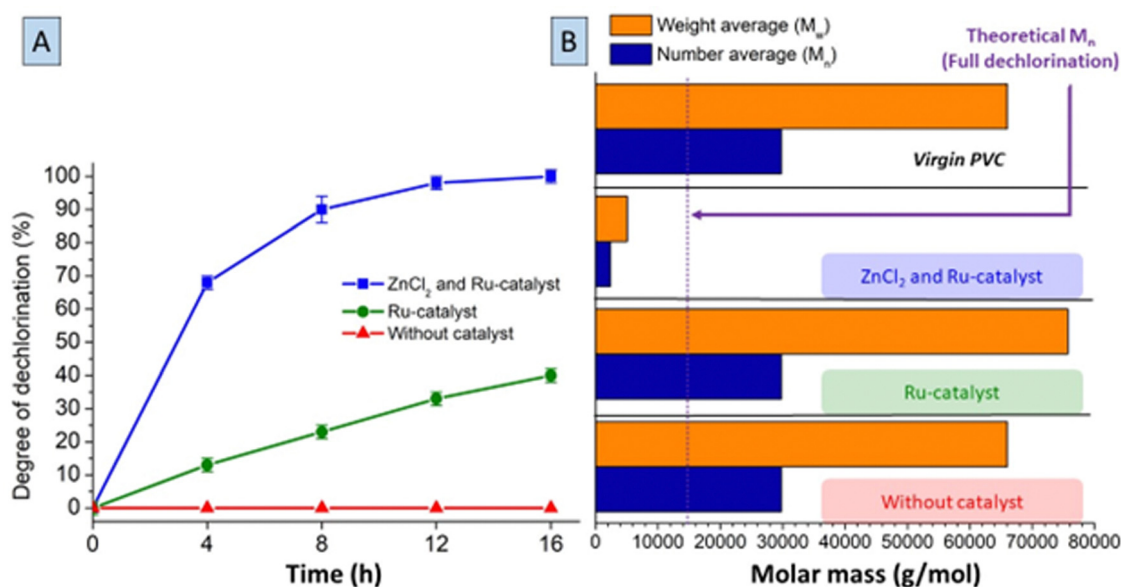 A
Degree of dechlorination (%)
100
90
80
70
60
50
40
30
20
10
0
ZnCl₂ and Ru-catalyst
Ru-catalyst
Without catalyst
0 4 8 12 16
Time (h)
B
Weight average (Mw)
Number average (Mn)
Theoretical Mn
(Full dechlorination)
Virgin PVC
ZnCl₂ and Ru-catalyst
Ru-catalyst
Without catalyst
0 10000 20000 30000 40000 50000 60000 70000 80000
Molar mass (g/mol)